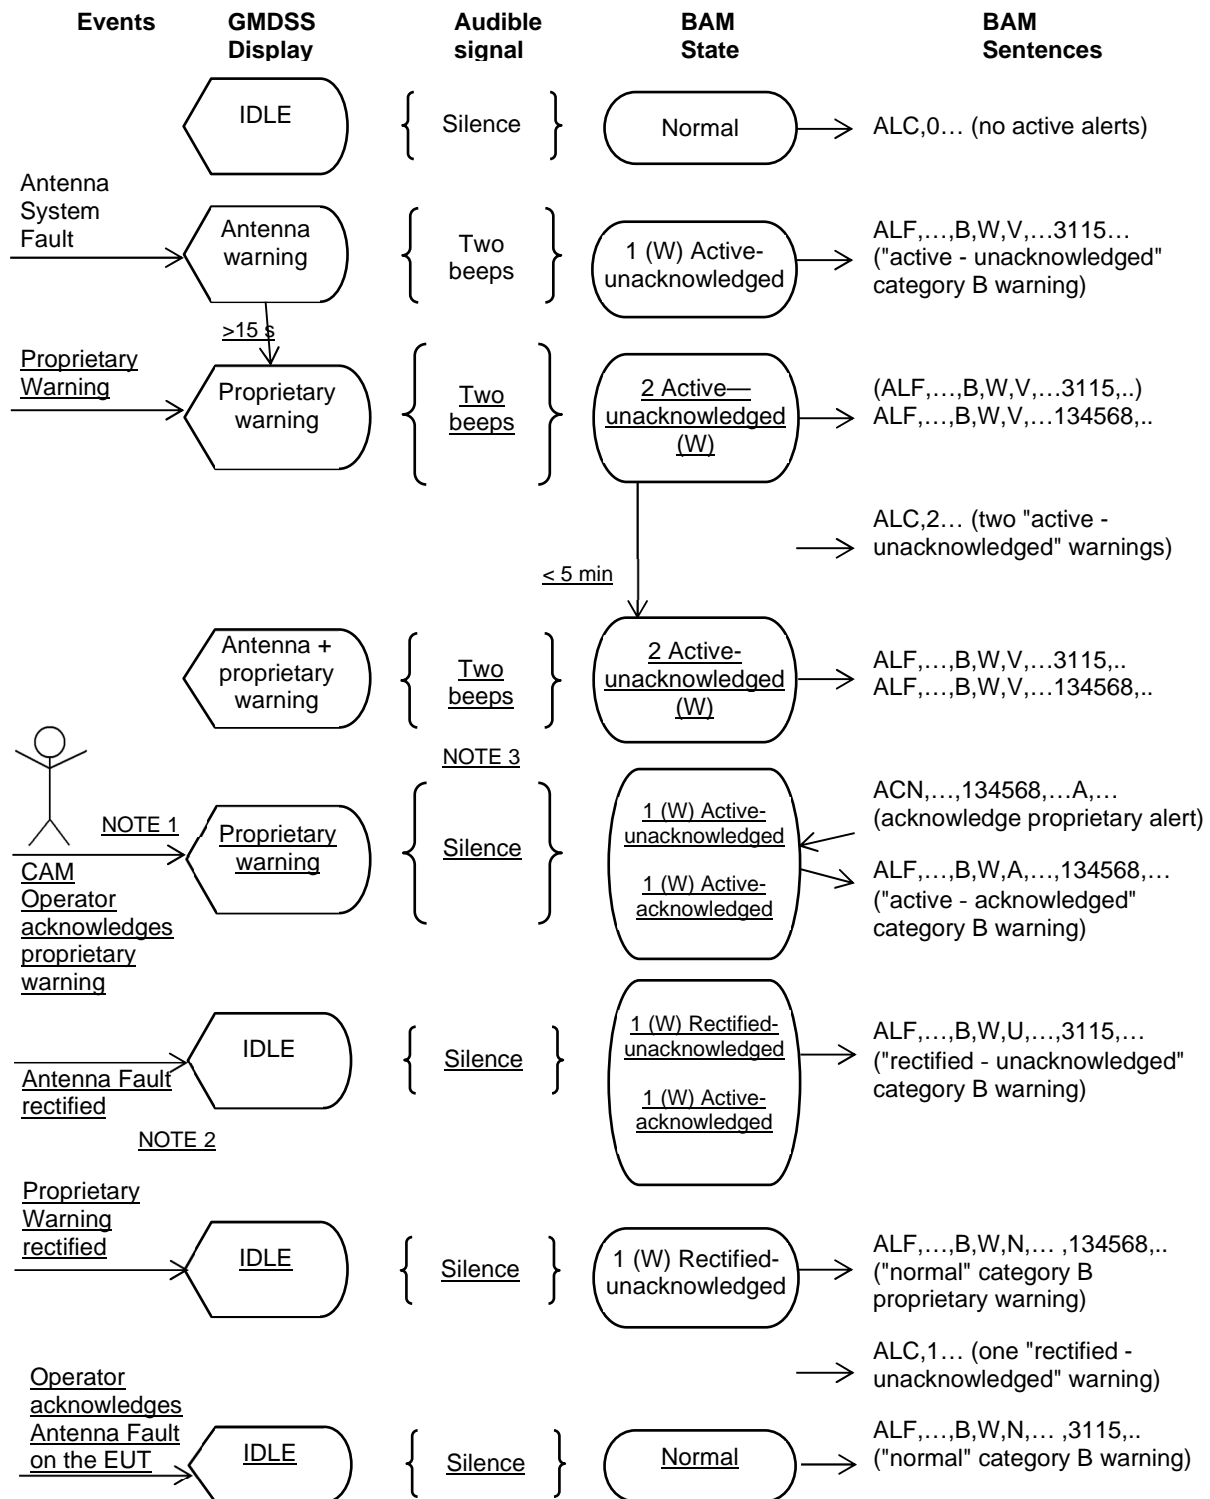 Events
GMDSS
Display
Audible
signal
BAM
State
BAM
Sentences
IDLE
Silence
Normal
ALC,0… (no active alerts)
Antenna
System
Fault
Antenna
warning
Two
beeps
1 (W) Active-
unacknowledged
ALF,…,B,W,V,…3115…
("active - unacknowledged"
category B warning)
>15 s
Proprietary
Warning
Proprietary
warning
Two
beeps
2 Active—
unacknowledged
(W)
(ALF,…,B,W,V,…3115,..)
ALF,…,B,W,V,…134568,..
ALC,2… (two "active -
unacknowledged" warnings)
< 5 min
Antenna +
proprietary
warning
Two
beeps
2 Active-
unacknowledged
(W)
ALF,…,B,W,V,…3115,..
ALF,…,B,W,V,…134568,..
NOTE 3
NOTE 1
CAM
Operator
acknowledges
proprietary
warning
Proprietary
warning
Silence
1 (W) Active-
unacknowledged
1 (W) Active-
acknowledged
ACN,…,134568,…A,…
(acknowledge proprietary alert)
ALF,…,B,W,A,…,134568,…
("active - acknowledged"
category B warning)
Antenna Fault
rectified
NOTE 2
IDLE
Silence
1 (W) Rectified-
unacknowledged
1 (W) Active-
acknowledged
ALF,…,B,W,U,…,3115,…
("rectified - unacknowledged"
category B warning)
Proprietary
Warning
rectified
IDLE
Silence
1 (W) Rectified-
unacknowledged
ALF,…,B,W,N,… ,134568,..
("normal" category B
proprietary warning)
ALC,1… (one "rectified -
unacknowledged" warning)
Operator
acknowledges
Antenna Fault
on the EUT
IDLE
Silence
Normal
ALF,…,B,W,N,… ,3115,..
("normal" category B warning)